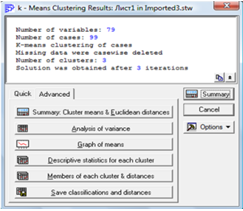 k - Means Clustering Results: Лист1 in Imported3.stw
Number of variables: 79
Number of cases: 99
K-means clustering of cases
Missing data were casewise deleted
Number of clusters: 3
Solution was obtained after 3 iterations
Quick
Advanced
Summary
Summary: Cluster means & Euclidean distances
Cancel
Analysis of variance
Options
Graph of means
Descriptive statistics for each cluster
Members of each cluster & distances
Save classifications and distances